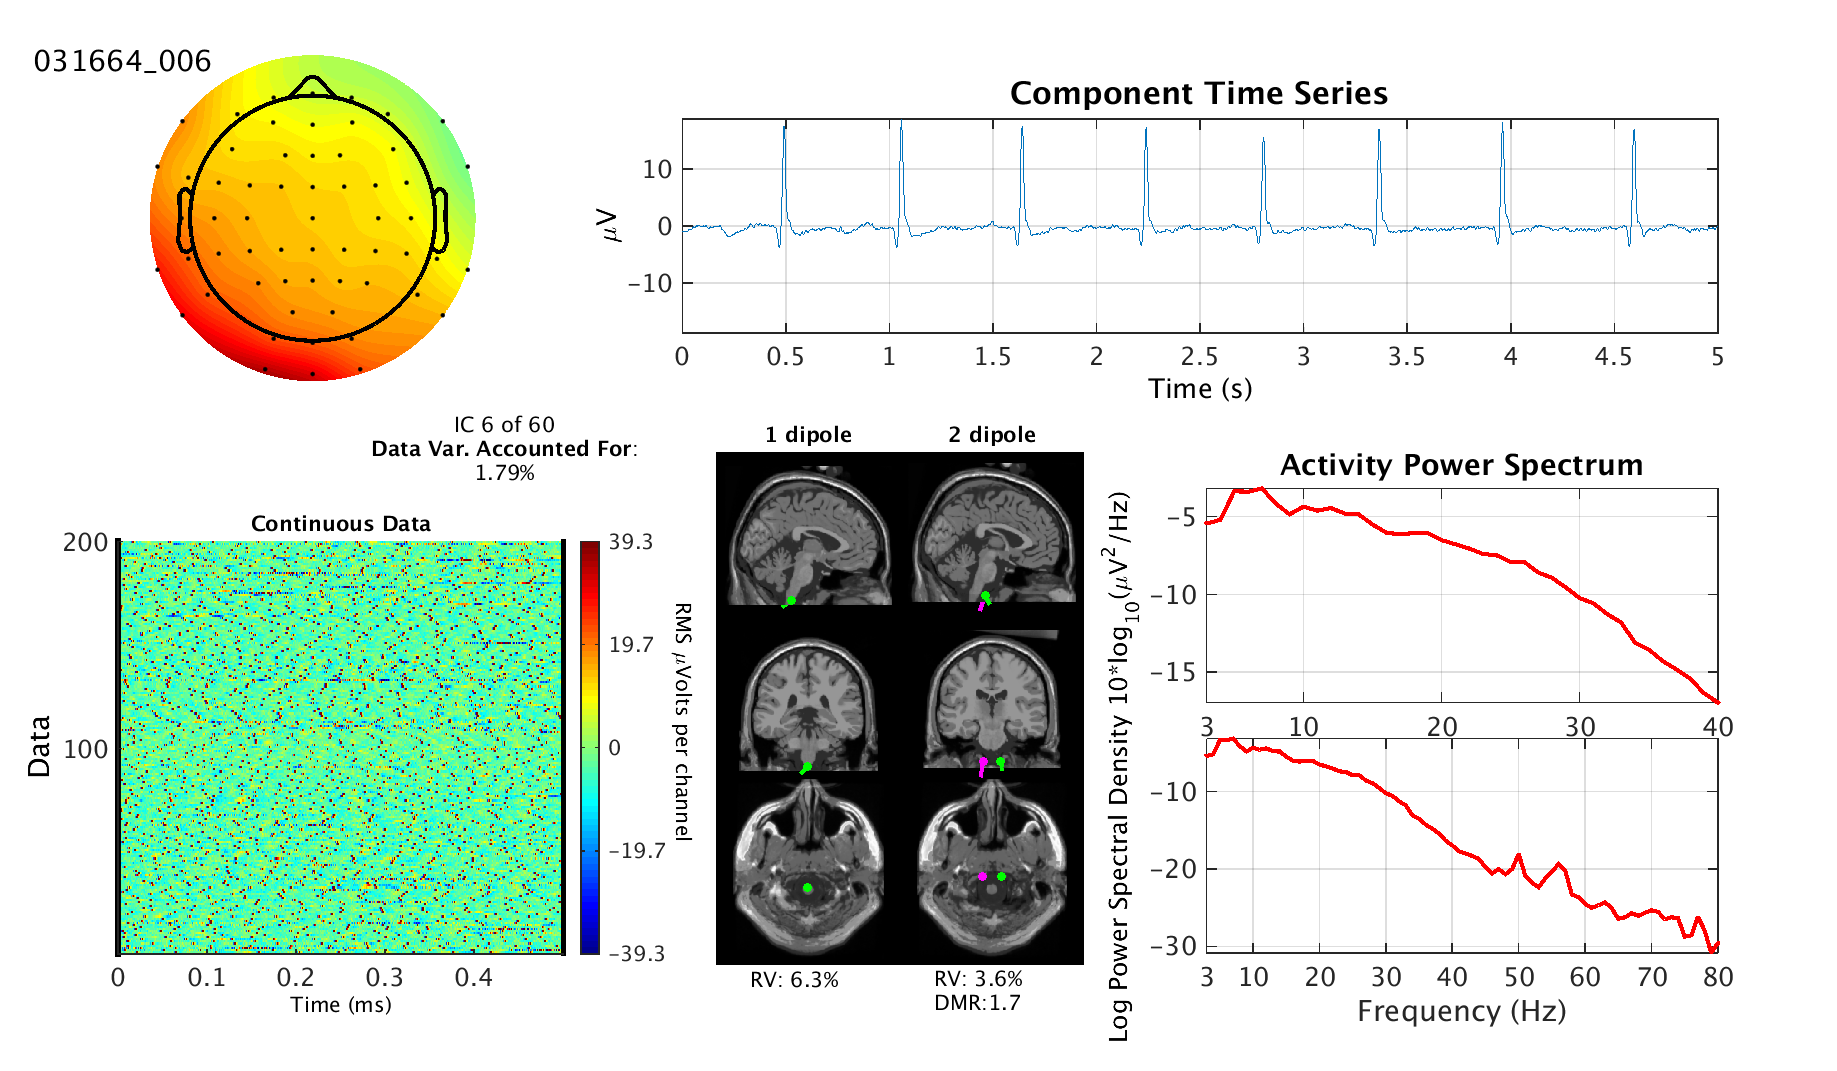 031664_006
Component Time Series
10
0
−10
μV
0 0.5 1 1.5 2 2.5 3 3.5 4 4.5 5
Time (s)
IC 6 of 60
Data Var. Accounted For:
1.79%
Continuous Data
200
100
Data
0 0.1 0.2 0.3 0.4
Time (ms)
39.3
19.7
0
−19.7
−39.3
RMS μVolts per channel
1 dipole
2 dipole
RV: 6.3%
RV: 3.6%
DMR:1.7
Activity Power Spectrum
−5
−10
−15
3 10 20 30 40
−10
−20
−30
3 10 20 30 40 50 60 70 80
Frequency (Hz)
Log Power Spectral Density 10*log10(μV2/Hz)